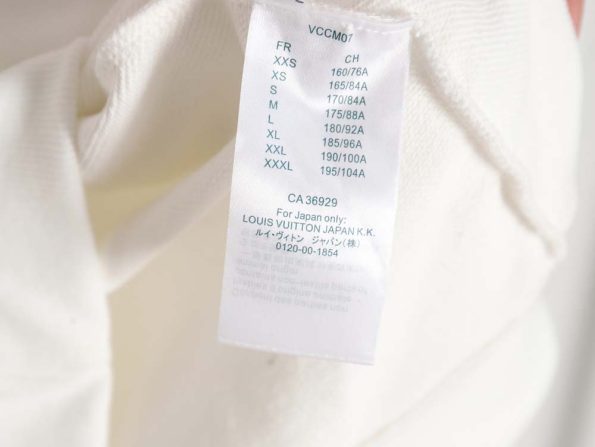 VCCM07
FR CH
XXS 160/76A
XS 165/84A
S 170/84A
M 175/88A
L 180/92A
XL 185/96A
XXL 190/100A
XXXL 195/104A
CA 36929
For Japan only:
LOUIS VUITTON JAPAN K.K.
ルイ・ヴィトン ジャパン(株)
0120-00-1854